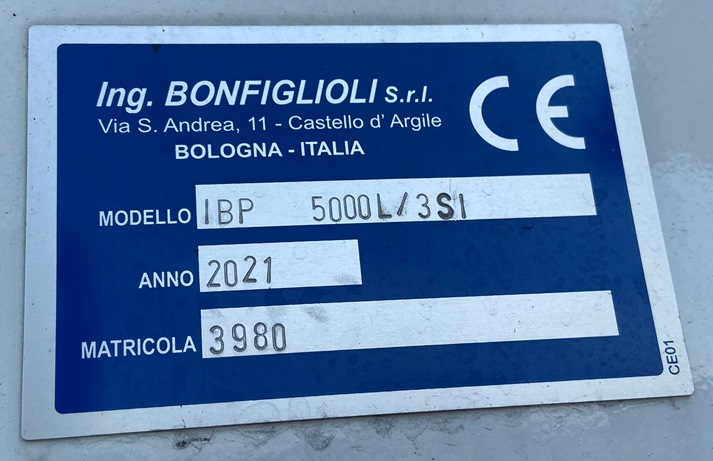 Ing. BONFIGLIOLI S.r.l.
Via S. Andrea, 11 - Castello d' Argile
BOLOGNA - ITALIA
CE
MODELLO IBP 5000L/3SI
ANNO 2021
MATRICOLA 3980
CE01